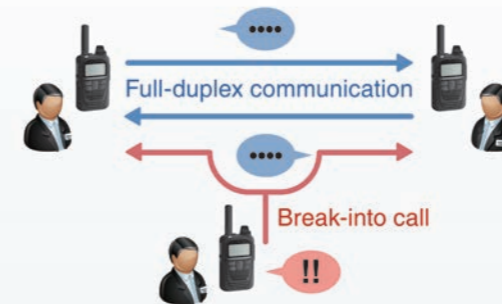 ••••
Full-duplex communication
••••
Break-into call
!!